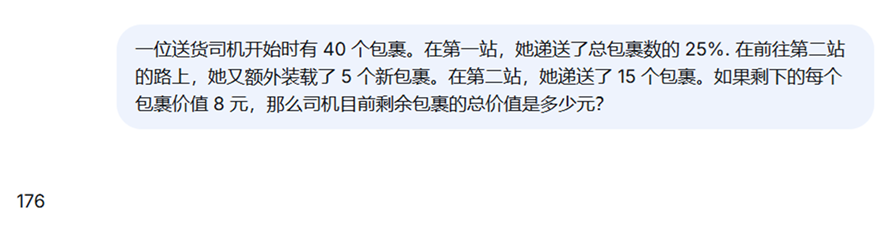 一位送货司机开始时有 40 个包裹。在第一站，她递送了总包裹数的 25%. 在前往第二站
的路上，她又额外装载了 5 个新包裹。在第二站，她递送了 15 个包裹。如果剩下的每个
包裹价值 8 元，那么司机目前剩余包裹的总价值是多少元？
176